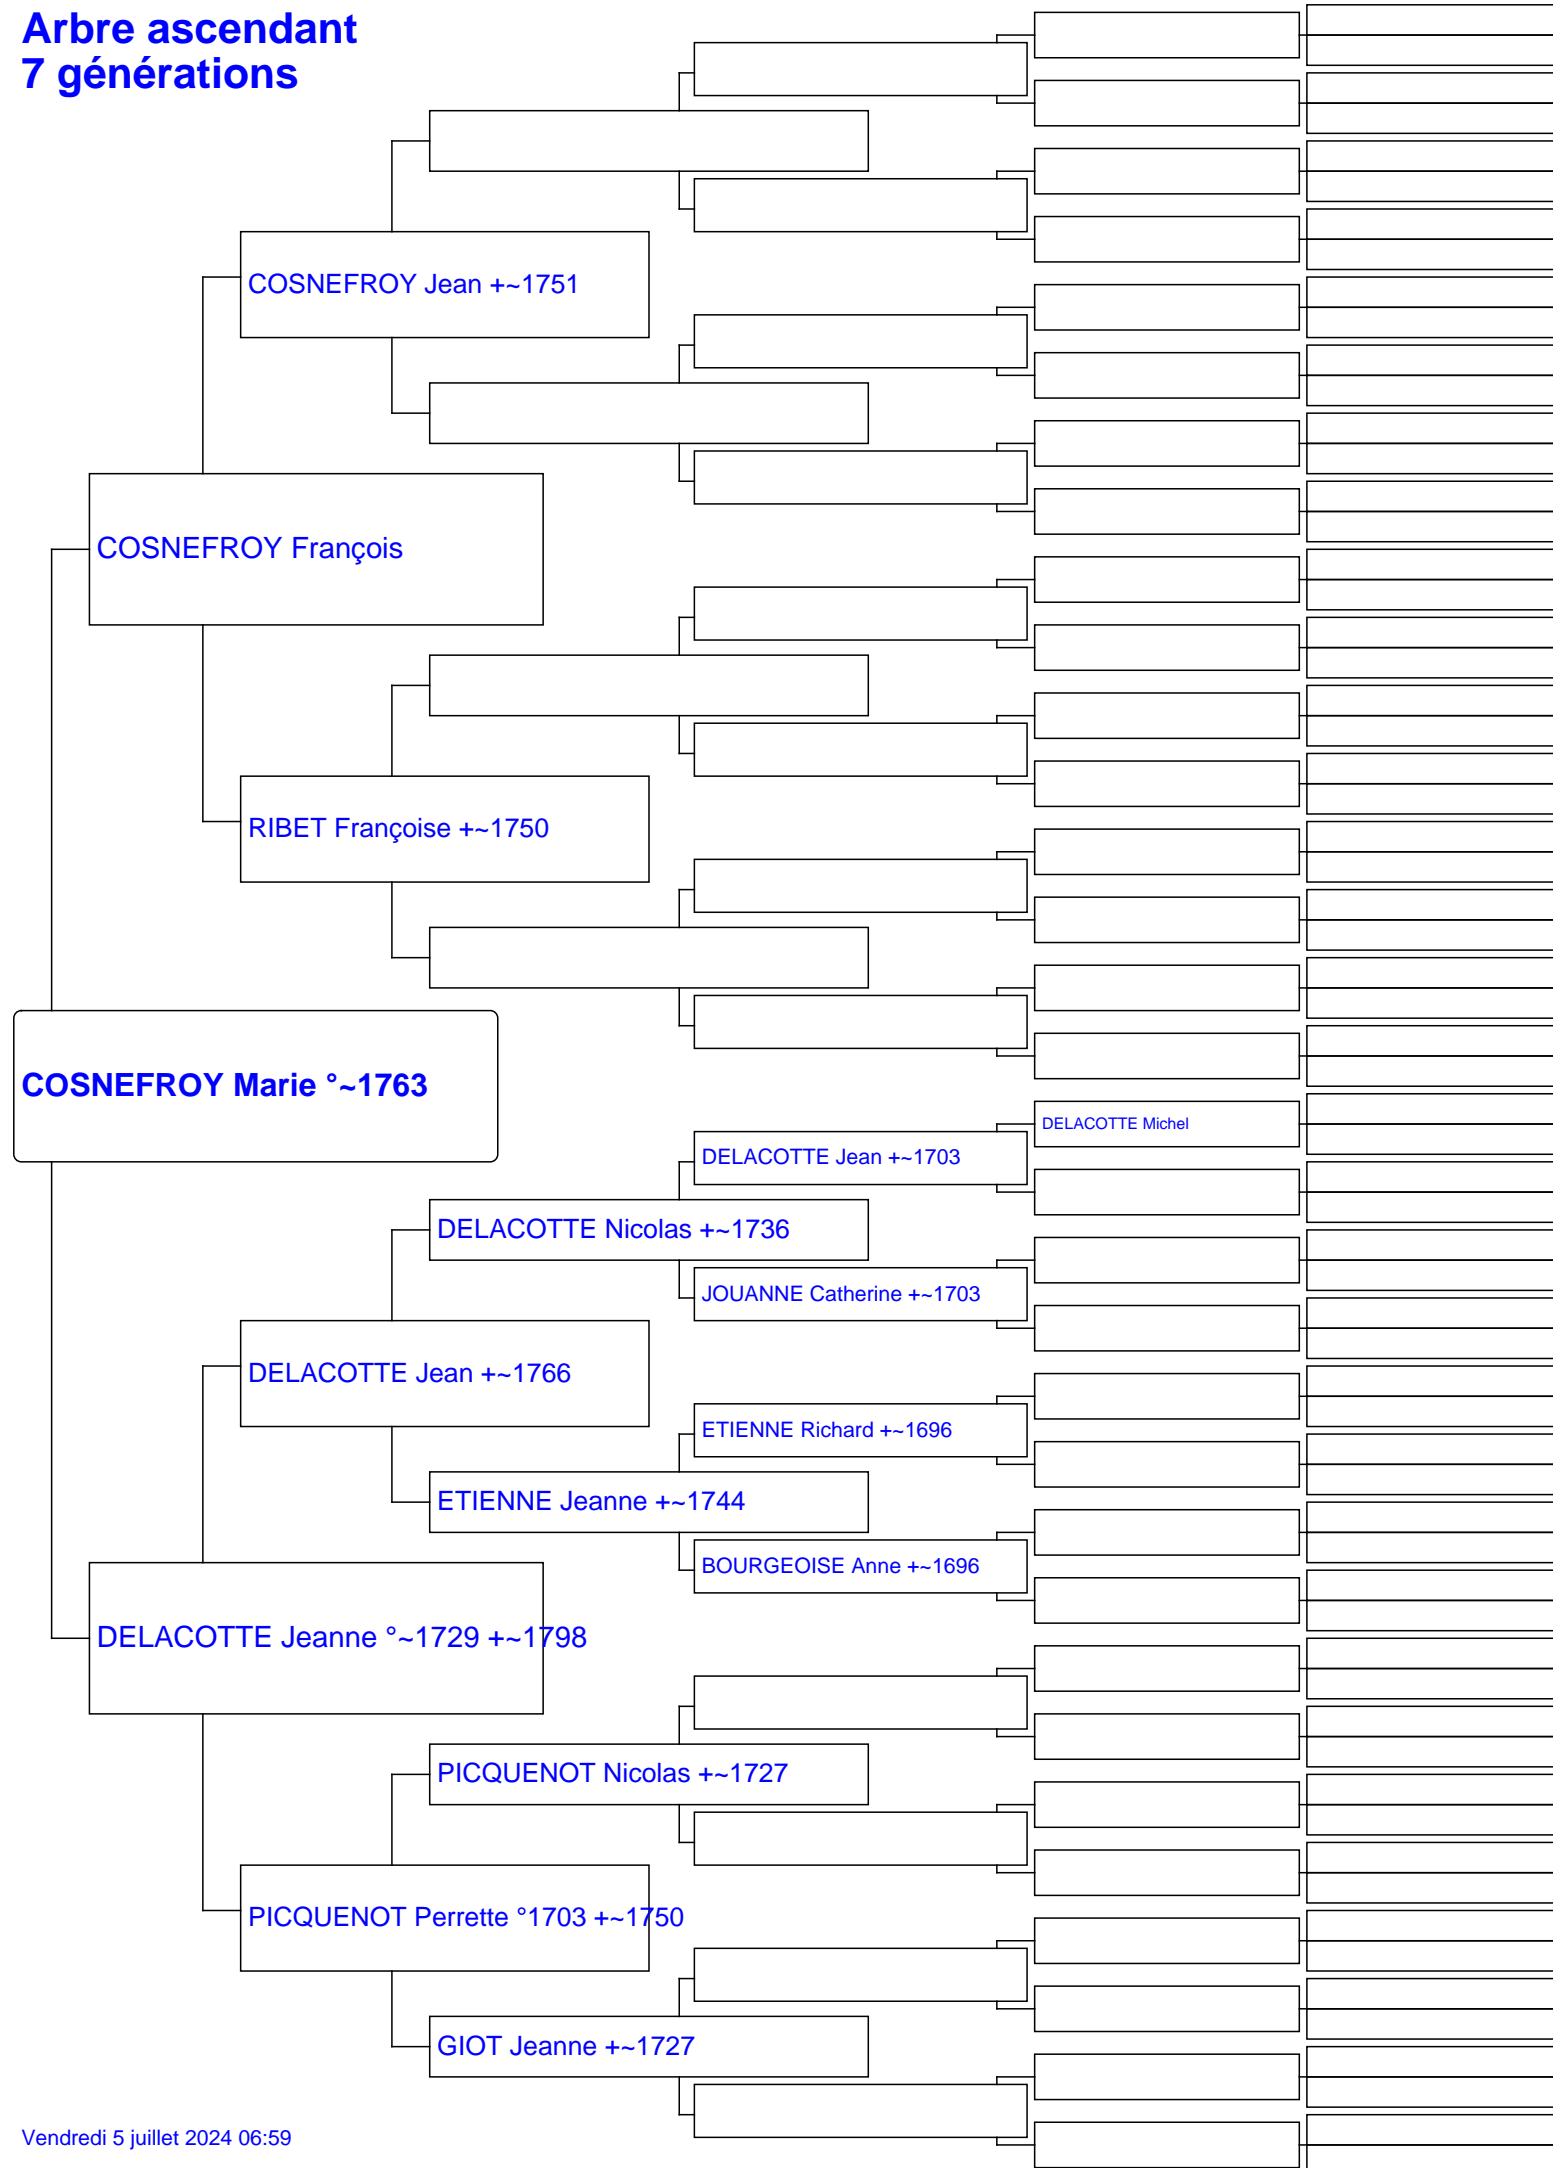 Arbre ascendant
7 générations
COSNEFROY Jean +~1751
COSNEFROY François
RIBET Françoise +~1750
COSNEFROY Marie °~1763
DELACOTTE Michel
DELACOTTE Jean +~1703
DELACOTTE Nicolas +~1736
JOUANNE Catherine +~1703
DELACOTTE Jean +~1766
ETIENNE Richard +~1696
ETIENNE Jeanne +~1744
BOURGEOISE Anne +~1696
DELACOTTE Jeanne °~1729 +~1798
PICQUENOT Nicolas +~1727
PICQUENOT Perrette °1703 +~1750
GIOT Jeanne +~1727
Vendredi 5 juillet 2024 06:59